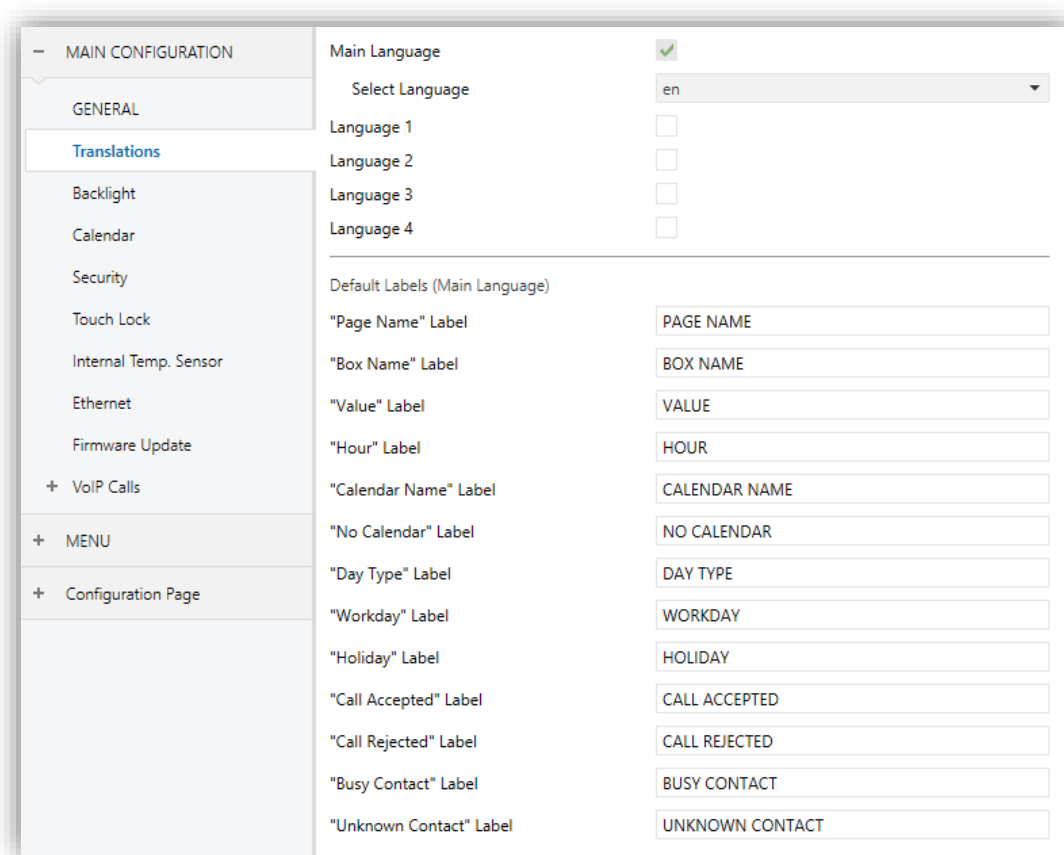 MAIN CONFIGURATION
GENERAL
Translations
Backlight
Calendar
Security
Touch Lock
Internal Temp. Sensor
Ethernet
Firmware Update
VoIP Calls
MENU
Configuration Page
Main Language
Select Language en
Language 1
Language 2
Language 3
Language 4
Default Labels (Main Language)
"Page Name" Label PAGE NAME
"Box Name" Label BOX NAME
"Value" Label VALUE
"Hour" Label HOUR
"Calendar Name" Label CALENDAR NAME
"No Calendar" Label NO CALENDAR
"Day Type" Label DAY TYPE
"Workday" Label WORKDAY
"Holiday" Label HOLIDAY
"Call Accepted" Label CALL ACCEPTED
"Call Rejected" Label CALL REJECTED
"Busy Contact" Label BUSY CONTACT
"Unknown Contact" Label UNKNOWN CONTACT